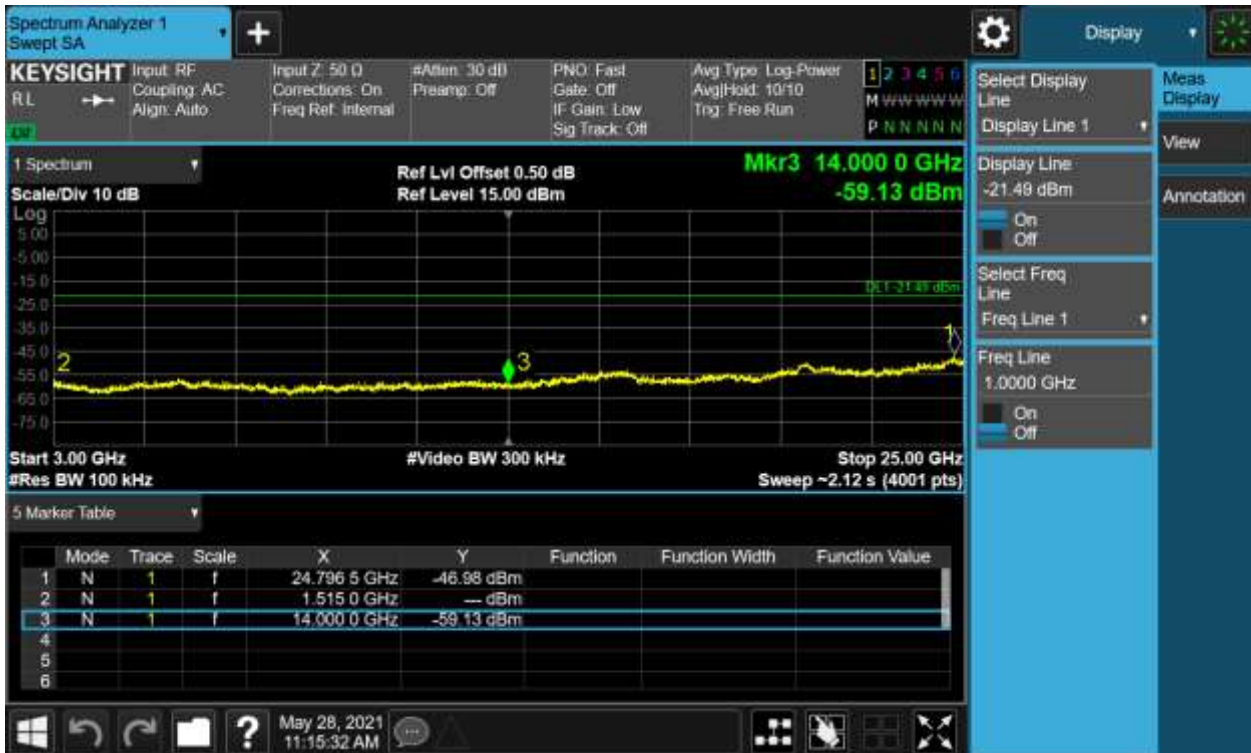 Spectrum Analyzer 1
Swept SA
+
Display
KEYSIGHT
RL
Input: RF
Coupling: AC
Align: Auto
Input Z: 50 Ω
Corrections: On
Freq Ref: Internal
#Atten: 30 dB
Preamp: Off
PNO: Fast
Gate: Off
IF Gain: Low
Sig Track: Off
Avg Type: Log-Power
Avg|Hold: 10/10
Trig: Free Run
1 2 3 4 5 6
M W W W W W
P N N N N N
1 Spectrum
Scale/Div 10 dB
Ref Lvl Offset 0.50 dB
Ref Level 15.00 dBm
Mkr3 14.000 0 GHz
-59.13 dBm
Log
5.00
-5.00
-15.0
-25.0
-35.0
-45.0
-55.0
-65.0
-75.0
DL1 -21.49 dBm
1
2
3
Start 3.00 GHz
#Res BW 100 kHz
#Video BW 300 kHz
Stop 25.00 GHz
Sweep ~2.12 s (4001 pts)
5 Marker Table
Mode Trace Scale X Y Function Function Width Function Value
1 N 1 f 24.796 5 GHz -46.98 dBm
2 N 1 f 1.515 0 GHz --- dBm
3 N 1 f 14.000 0 GHz -59.13 dBm
4
5
6
?
May 28, 2021
11:15:32 AM
Select Display
Line
Display Line 1
Display Line
-21.49 dBm
On
Off
Select Freq
Line
Freq Line 1
Freq Line
1.0000 GHz
On
Off
Meas
Display
View
Annotation